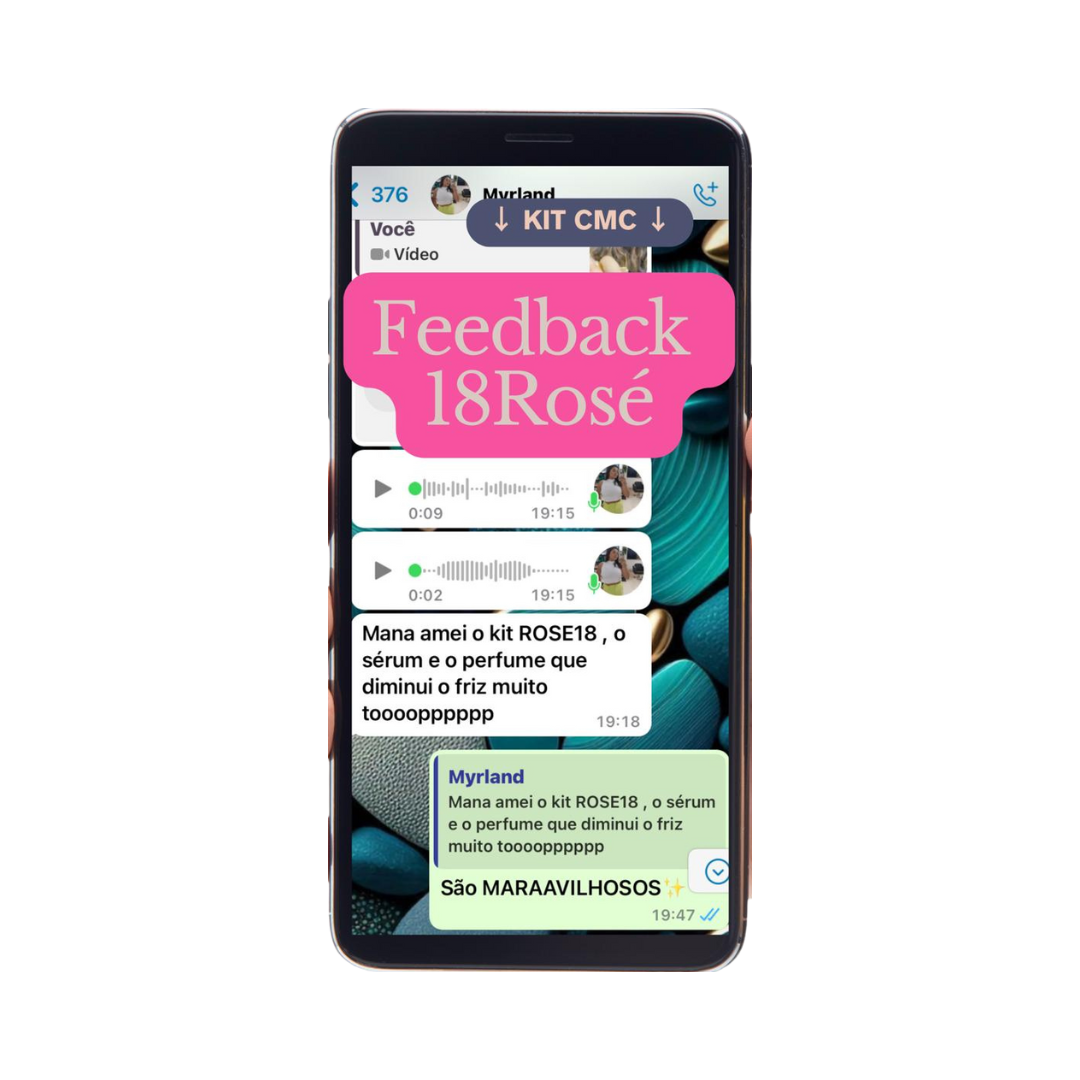 376
Myrland
↓ KIT CMC ↓
Você
Vídeo
Feedback
18Rosé
0:09 19:15
0:02 19:15
Mana amei o kit ROSE18 , o
sérum e o perfume que
diminui o friz muito
tooooppppppp
19:18
Myrland
Mana amei o kit ROSE18 , o sérum
e o perfume que diminui o friz
muito tooooppppppp
São MARAAVILHOSOS✨
19:47